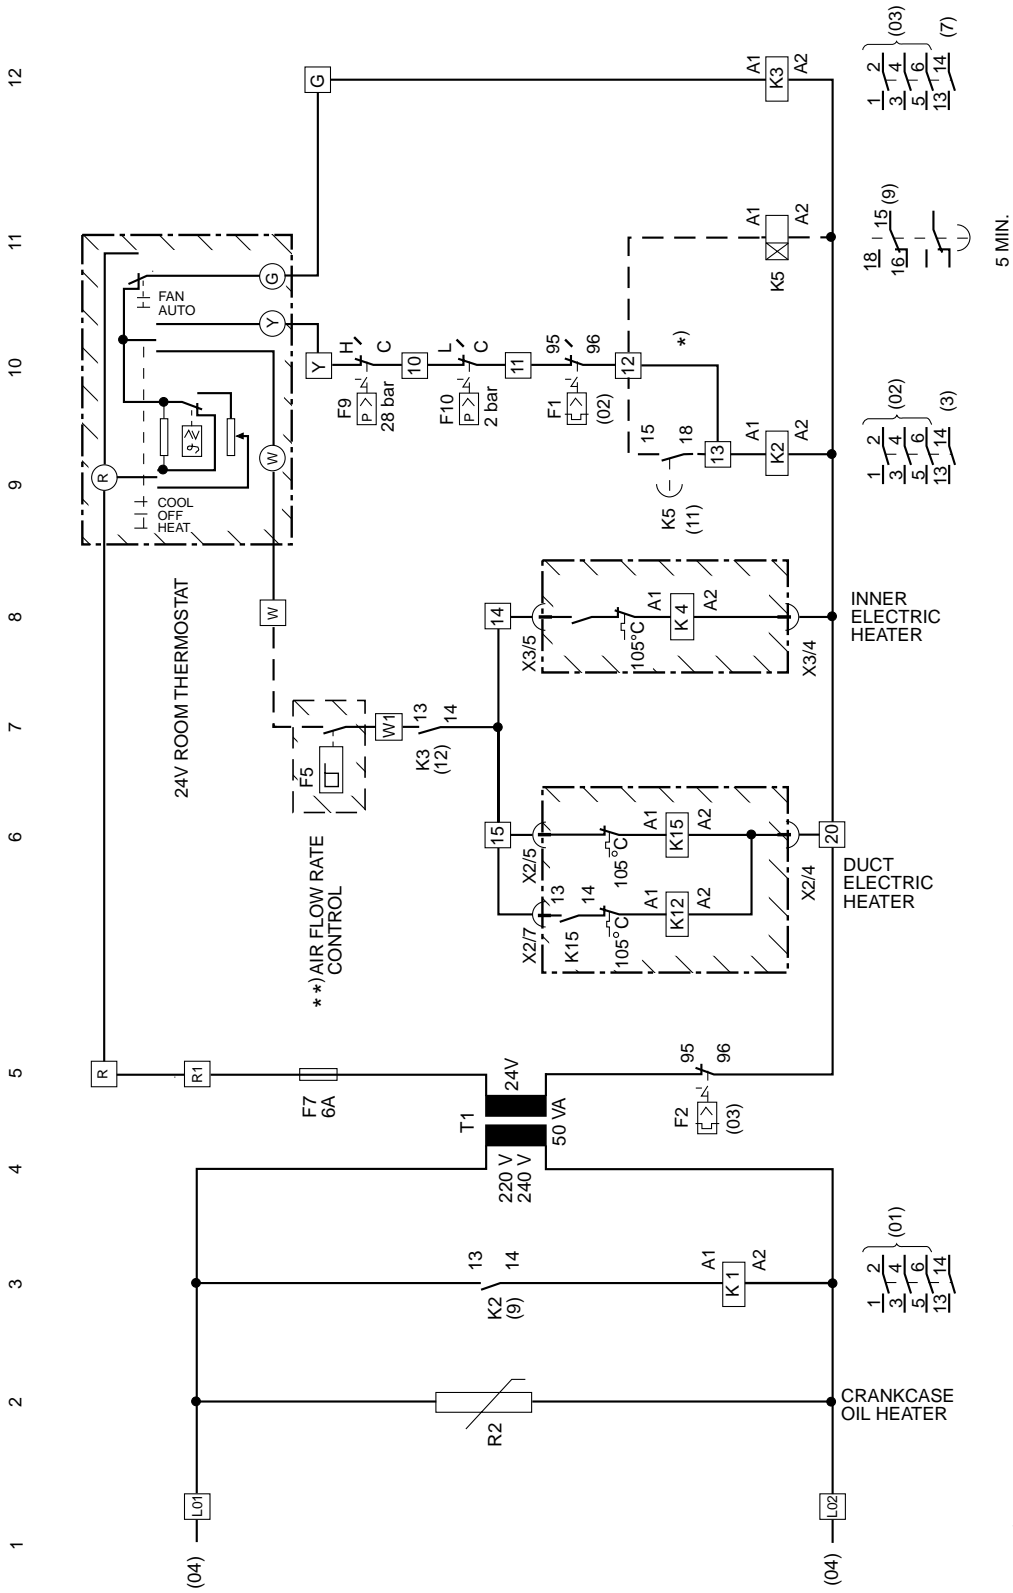 12
11
10
9
8
7
6
5
4
3
2
1
G
A1
K3
A2
1 2
3 4
5 6
13 14
(03)
(7)
FAN
AUTO
G
Y
R
W
COOL
OFF
HEAT
ϑ
24V ROOM THERMOSTAT
Y
H
C
F9
P >
28 bar
10
L
C
F10
P >
2 bar
11
95
96
F1
(02)
12
*)
A1
A2
K5
18
15 (9)
16
5 MIN.
15
18
K5
(11)
13
A1
K2
A2
1 2
3 4
5 6
13 14
(02)
(3)
W
14
X3/5
105°C
A1
K 4
A2
X3/4
INNER
ELECTRIC
HEATER
F5
W1
13
14
K3
(12)
**) AIR FLOW RATE
CONTROL
15
X2/5
105°C
A1
K15
A2
X2/7
13
14
K15
105°C
A1
K12
A2
X2/4
20
DUCT
ELECTRIC
HEATER
R
R1
F7
6A
T1
24V
50 VA
220 V
240 V
95
96
F2
(03)
13
14
K2
(9)
A1
K 1
A2
1 2
3 4
5 6
13 14
(01)
R2
CRANKCASE
OIL HEATER
L01
(04)
L02
(04)